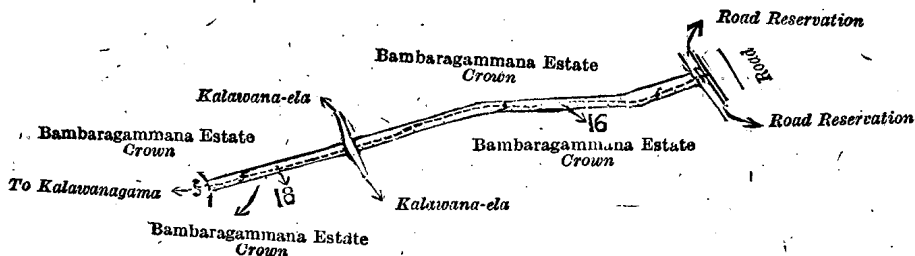 Road Reservation
Bambaragammana Estate
Crown
Road
Kalawana-ela
16
Road Reservation
Bambaragammana Estate
Crown
Bambaragammana Estate
Crown
To Kalawanagama
1
18
Kalawana-ela
Bambaragammana Estate
Crown